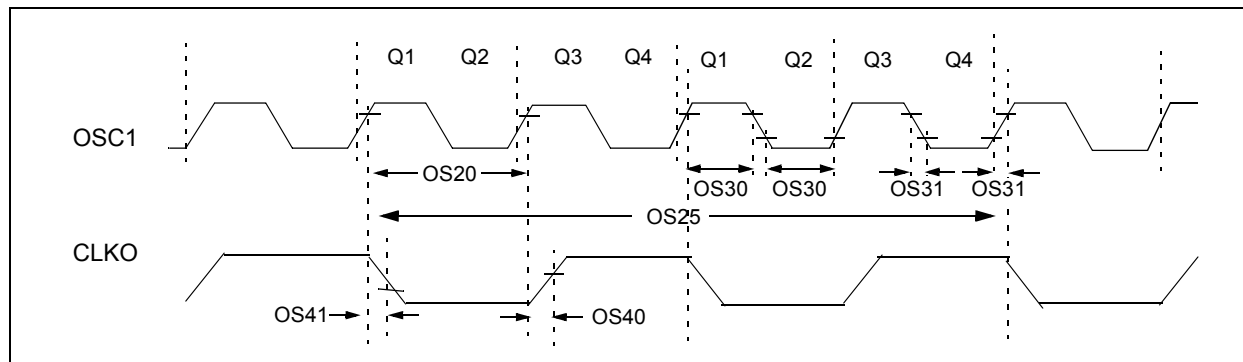 Q1 Q2 Q3 Q4 Q1 Q2 Q3 Q4
OSC1
OS20 OS30 OS30 OS31 OS31
OS25
CLKO
OS41 OS40